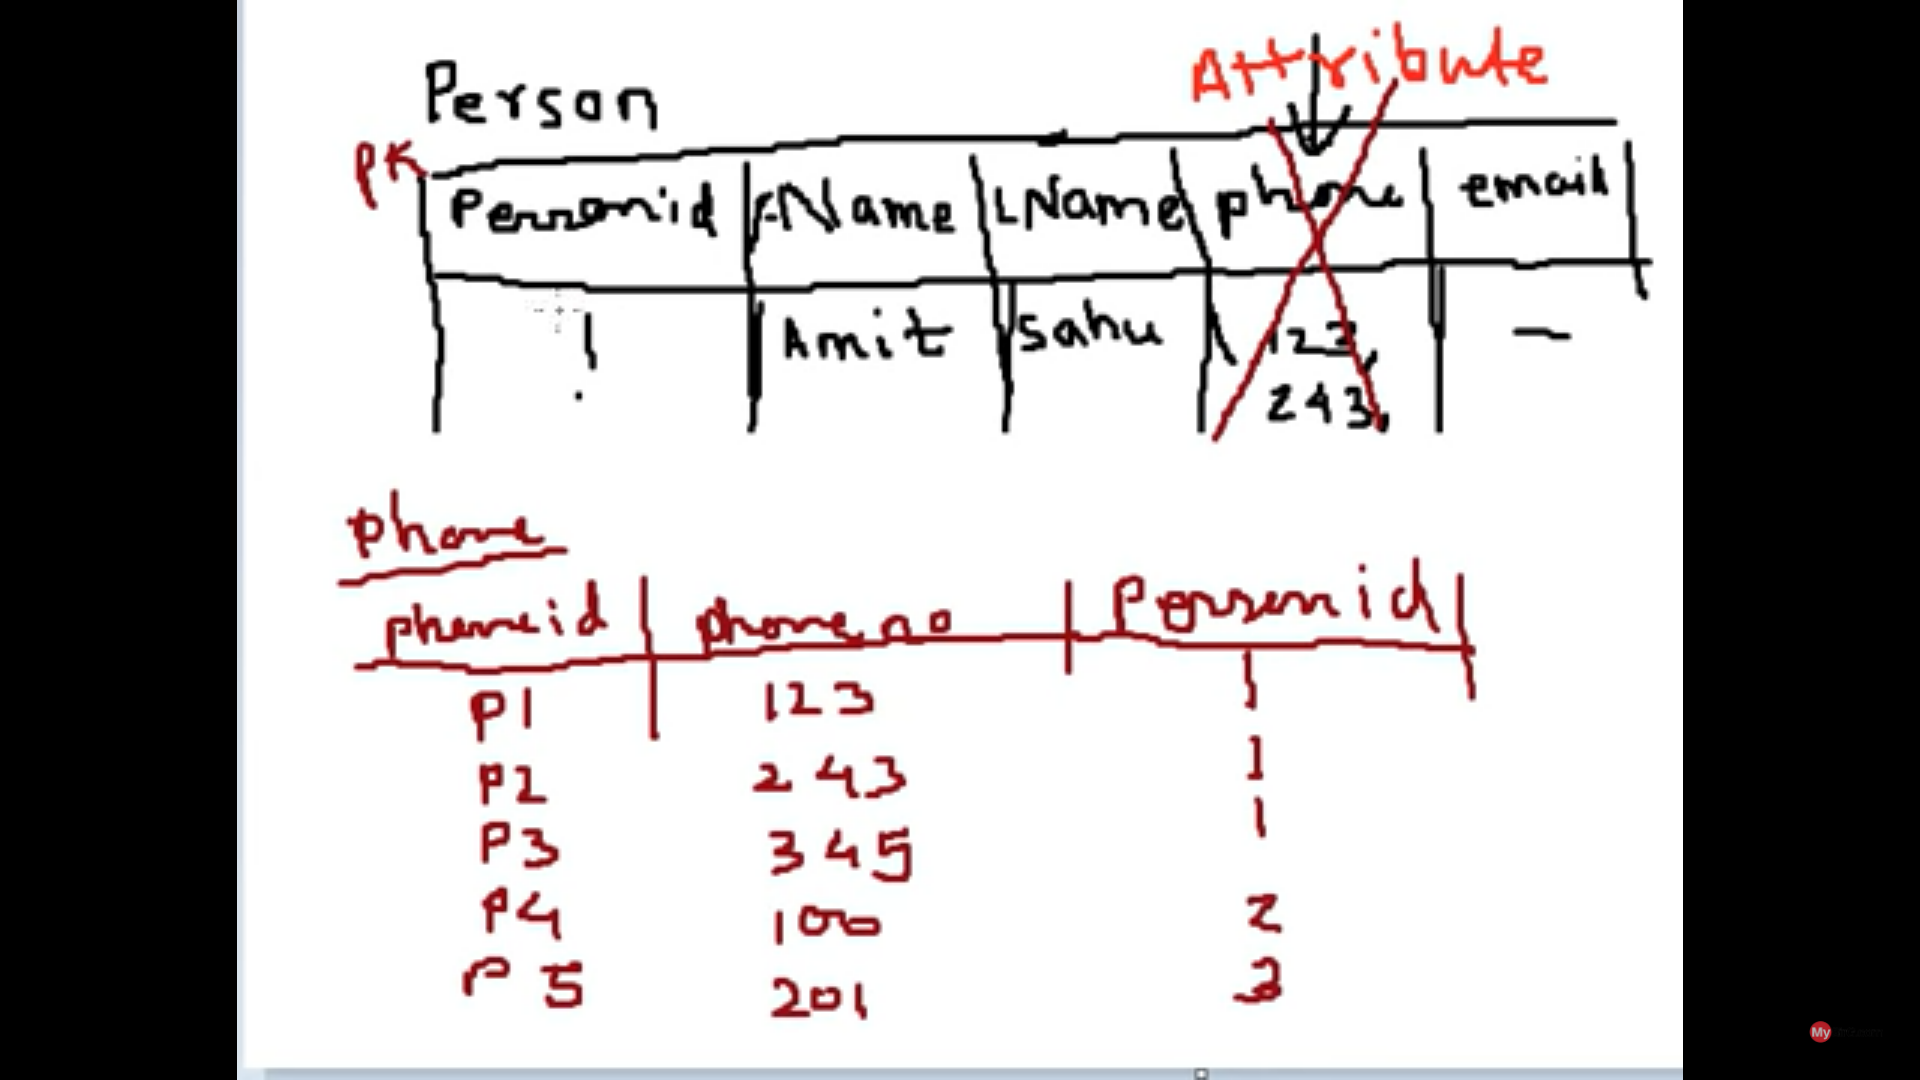 Attribute
Person
PK
Personid FName LName phone email
1 Amit Sahu 123, —
243,
phone
phoneid phone no Personid
P1 123 1
P2 243 1
P3 345 1
P4 100 2
P5 201 3
My